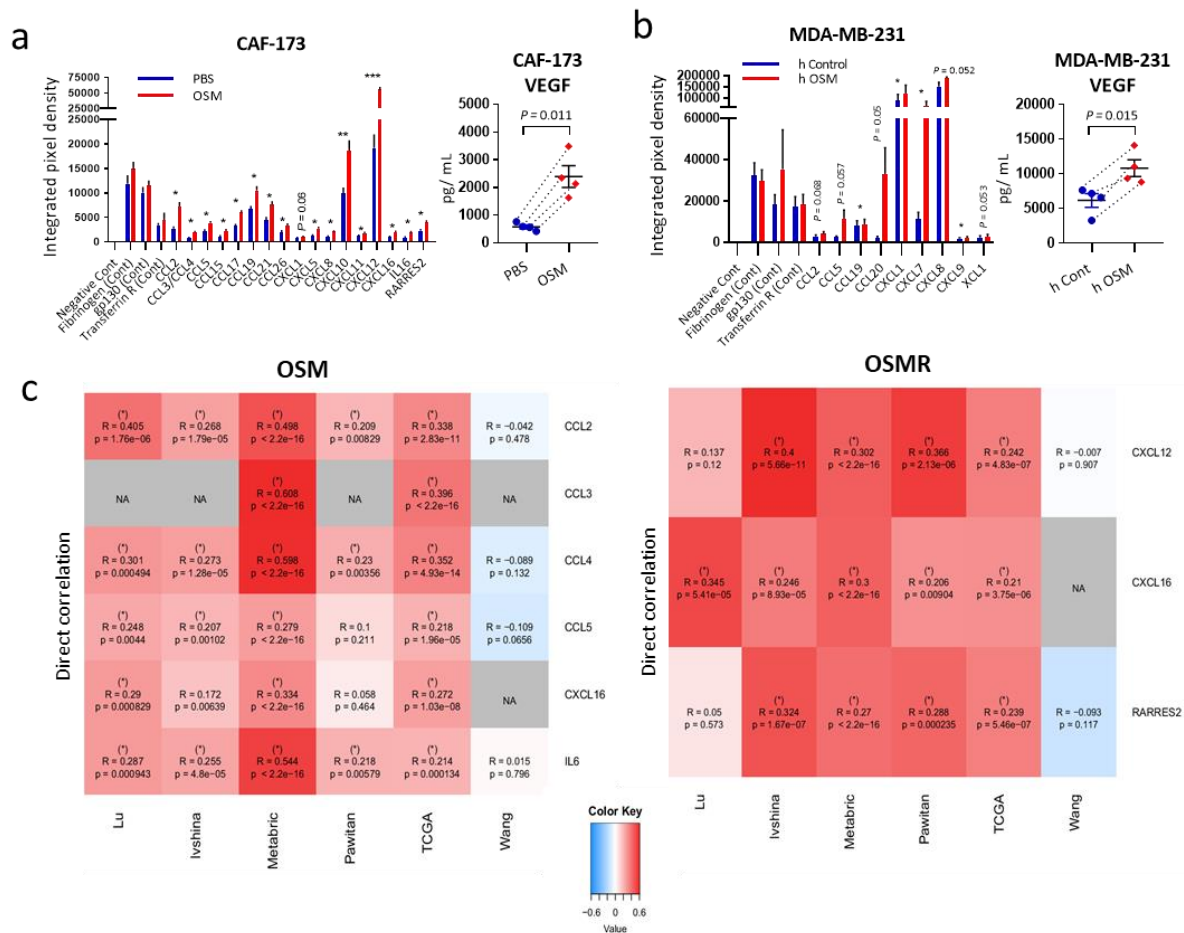 a
CAF-173
Integrated pixel density
75000
50000
25000
20000
15000
10000
5000
0
PBS
OSM
*
*
*
*
*
*
*
*
P = 0.06
*
*
**
*
***
*
*
*
Negative Cont
Fibrinogen (Cont)
gp130 (Cont)
Transferrin R (Cont)
CCL2
CCL3/CCL4
CCL5
CCL15
CCL17
CCL19
CCL21
CCL26
CXCL1
CXCL5
CXCL8
CXCL10
CXCL11
CXCL12
CXCL16
IL16
RARRES2
CAF-173
VEGF
pg/ mL
5000
4000
3000
2000
1000
0
P = 0.011
PBS
OSM
b
MDA-MB-231
Integrated pixel density
200000
150000
100000
60000
40000
20000
0
h Control
h OSM
P = 0.068
P = 0.057
*
P = 0.05
*
*
P = 0.052
*
P = 0.053
Negative Cont
Fibrinogen (Cont)
gp130 (Cont)
Transferrin R (Cont)
CCL2
CCL5
CCL19
CCL20
CXCL1
CXCL7
CXCL8
CXCL9
XCL1
MDA-MB-231
VEGF
pg/ mL
20000
15000
10000
5000
0
P = 0.015
h Cont
h OSM
c
OSM
Direct correlation
(*) (*) (*) (*) (*)
R = 0.405 R = 0.268 R = 0.498 R = 0.209 R = 0.338 R = −0.042 CCL2
p = 1.76e−06 p = 1.79e−05 p < 2.2e−16 p = 0.00829 p = 2.83e−11 p = 0.478
(*) (*)
NA NA R = 0.608 NA R = 0.396 NA CCL3
p < 2.2e−16 p < 2.2e−16
(*) (*) (*) (*) (*)
R = 0.301 R = 0.273 R = 0.598 R = 0.23 R = 0.352 R = −0.089 CCL4
p = 0.000494 p = 1.28e−05 p < 2.2e−16 p = 0.00356 p = 4.93e−14 p = 0.132
(*) (*) (*) (*)
R = 0.248 R = 0.207 R = 0.279 R = 0.1 R = 0.218 R = −0.109 CCL5
p = 0.0044 p = 0.00102 p < 2.2e−16 p = 0.211 p = 1.96e−05 p = 0.0656
(*) (*) (*) (*)
R = 0.29 R = 0.172 R = 0.334 R = 0.058 R = 0.272 NA CXCL16
p = 0.000829 p = 0.00639 p < 2.2e−16 p = 0.464 p = 1.03e−08
(*) (*) (*) (*) (*)
R = 0.287 R = 0.255 R = 0.544 R = 0.218 R = 0.214 R = 0.015 IL6
p = 0.000943 p = 4.8e−05 p < 2.2e−16 p = 0.00579 p = 0.000134 p = 0.796
Lu
Ivshina
Metabric
Pawitan
TCGA
Wang
OSMR
Direct correlation
(*) (*) (*) (*)
R = 0.137 R = 0.4 R = 0.302 R = 0.366 R = 0.242 R = −0.007 CXCL12
p = 0.12 p = 5.66e−11 p < 2.2e−16 p = 2.13e−06 p = 4.83e−07 p = 0.907
(*) (*) (*) (*) (*)
R = 0.345 R = 0.246 R = 0.3 R = 0.206 R = 0.21 NA CXCL16
p = 5.41e−05 p = 8.93e−05 p < 2.2e−16 p = 0.00904 p = 3.75e−06
(*) (*) (*) (*)
R = 0.05 R = 0.324 R = 0.27 R = 0.288 R = 0.239 R = −0.093 RARRES2
p = 0.573 p = 1.67e−07 p < 2.2e−16 p = 0.000235 p = 5.46e−07 p = 0.117
Lu
Ivshina
Metabric
Pawitan
TCGA
Wang
Color Key
−0.6 0 0.6
Value